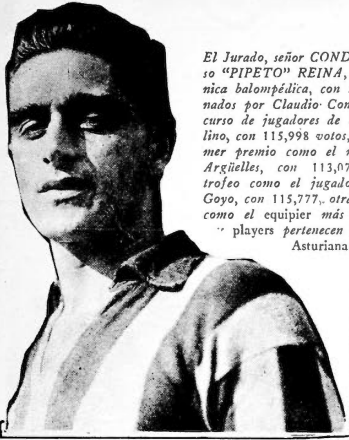 El Jurado, señor COND
so "PIPETO" REINA,
nica balompédica, con
nados por Claudio Con
curso de jugadores de
lino, con 115,998 votos,
mer premio como el
Argüelles, con 113,07
trofeo como el jugado
Goyo, con 115,777, otr
como el equipier más
players pertenecen
Asturiana